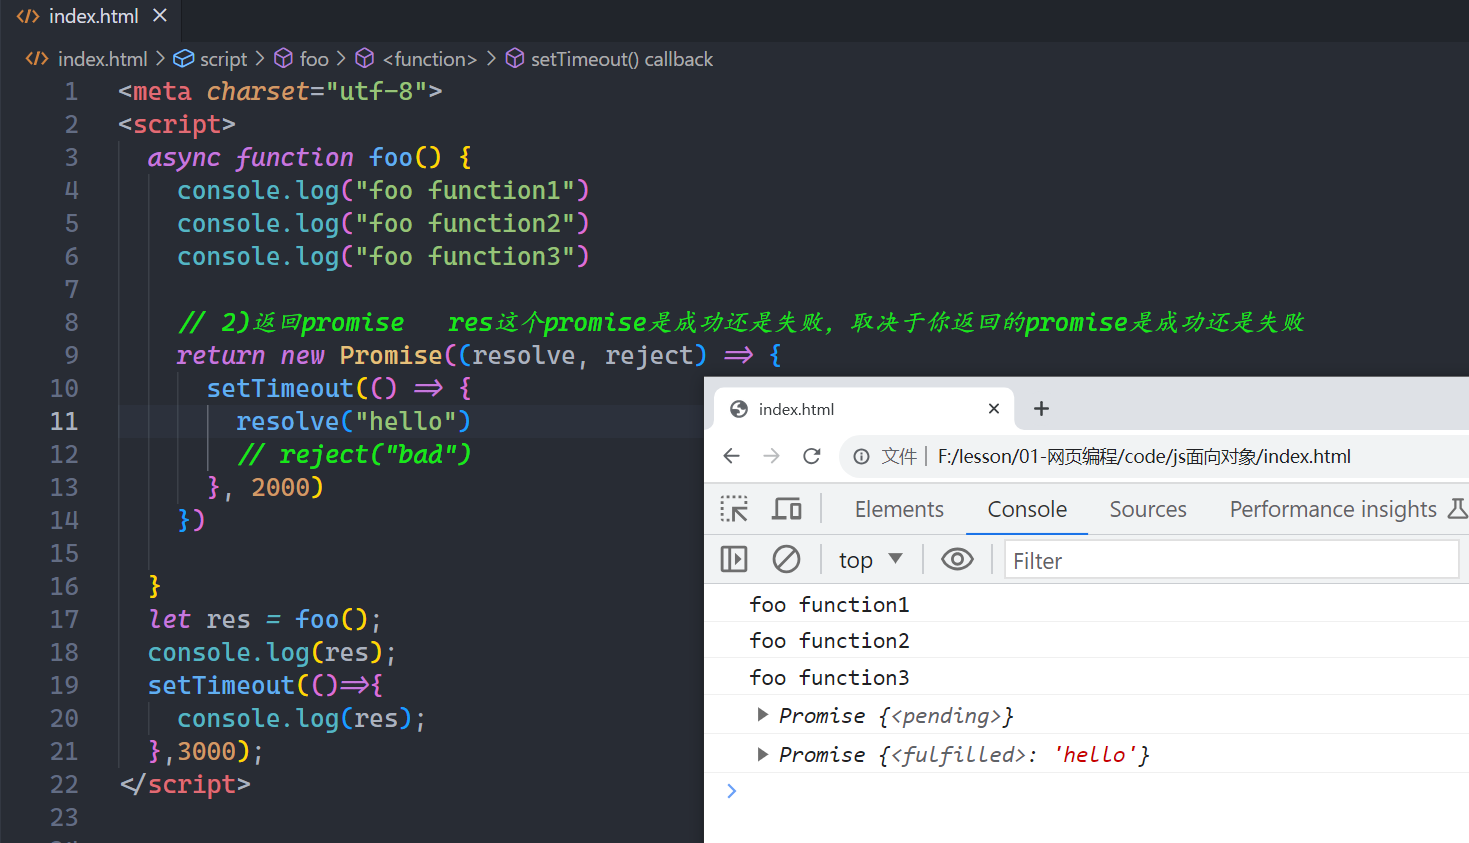 index.html
index.html > script > foo > <function> > setTimeout() callback
1 <meta charset="utf-8">
2 <script>
3 async function foo() {
4 console.log("foo function1")
5 console.log("foo function2")
6 console.log("foo function3")
7
8 // 2)返回promise res这个promise是成功还是失败，取决于你返回的promise是成功还是失败
9 return new Promise((resolve, reject) => {
10 setTimeout(() => {
11 resolve("hello")
12 // reject("bad")
13 }, 2000)
14 })
15
16 }
17 let res = foo();
18 console.log(res);
19 setTimeout(()=>{
20 console.log(res);
21 },3000);
22 </script>
23
index.html
文件 | F:/lesson/01-网页编程/code/js面向对象/index.html
Elements Console Sources Performance insights
top Filter
foo function1
foo function2
foo function3
Promise {<pending>}
Promise {<fulfilled>: 'hello'}